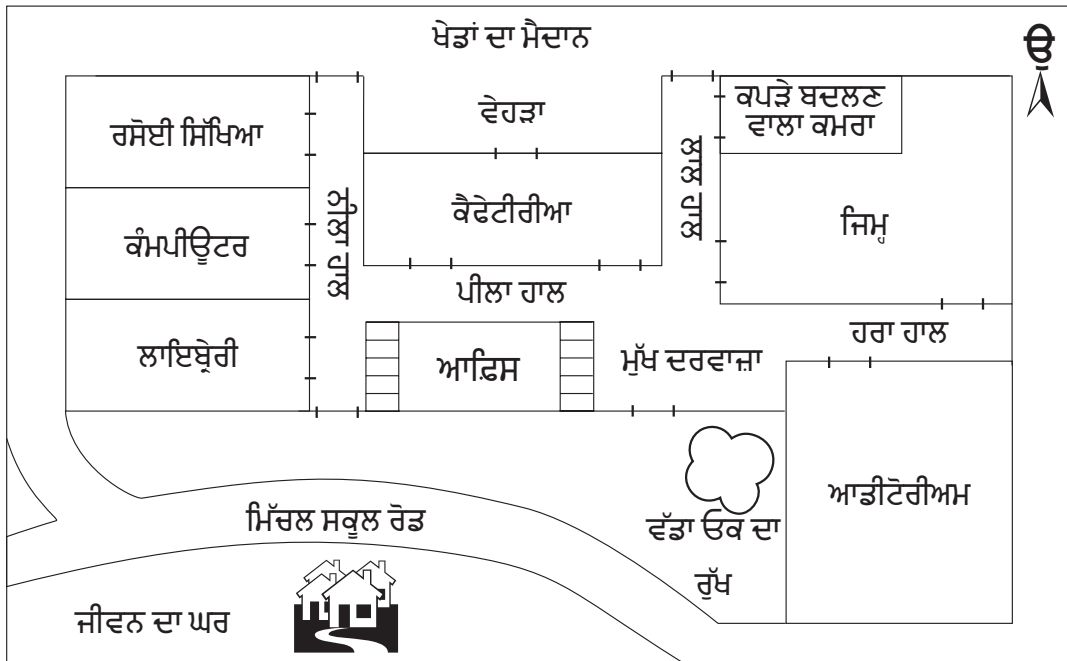 ਖੇਡਾਂ ਦਾ ਮੈਦਾਨ
ਉ
ਕਪੜੇ ਬਦਲਣ
ਵਾਲਾ ਕਮਰਾ
ਵੇਹੜਾ
ਰਸੋਈ ਸਿੱਖਿਆ
ਲਾਲ ਹਾਲ
ਨੀਲਾ ਹਾਲ
ਕੈਫੇਟੀਰੀਆ
ਜਿਮ੍
ਕੰਮਪੀਊਟਰ
ਪੀਲਾ ਹਾਲ
ਹਰਾ ਹਾਲ
ਲਾਇਬ੍ਰੇਰੀ
ਆਫ਼ਿਸ
ਮੁੱਖ ਦਰਵਾਜ਼ਾ
ਆਡੀਟੋਰੀਅਮ
ਮਿੱਚਲ ਸਕੂਲ ਰੋਡ
ਵੱਡਾ ਓਕ ਦਾ
ਰੁੱਖ
ਜੀਵਨ ਦਾ ਘਰ